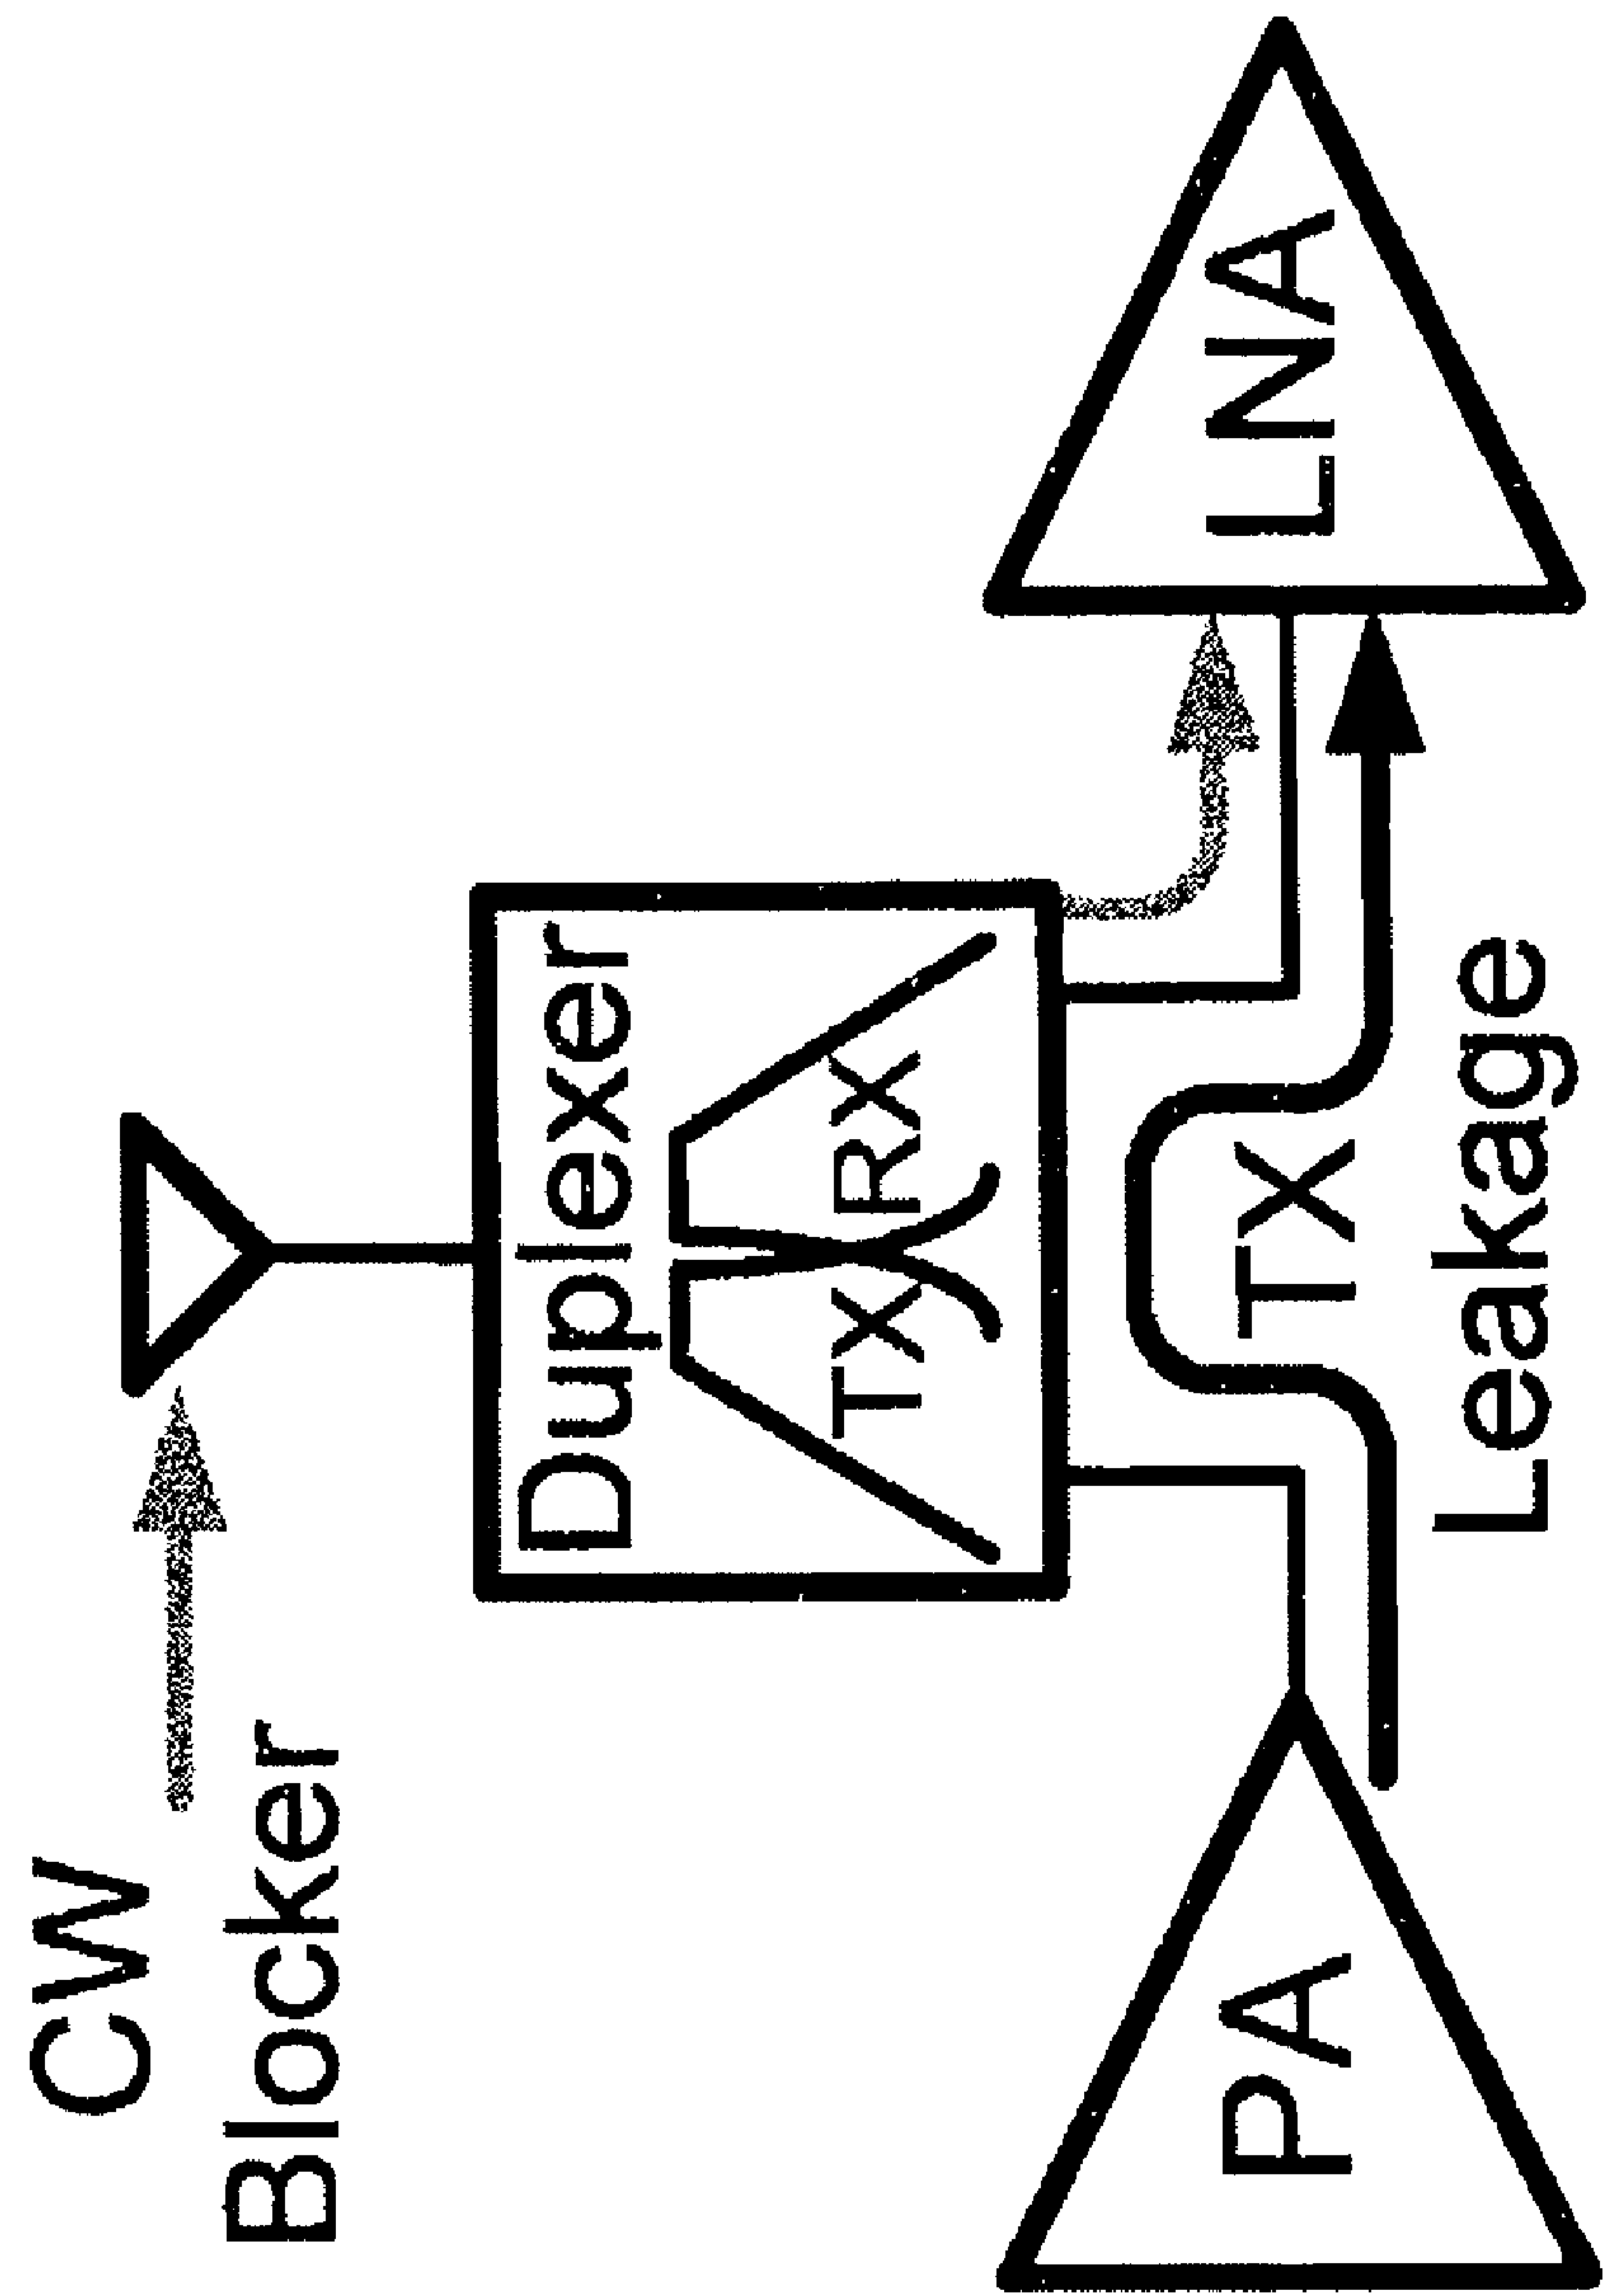 CW
Blocker
Duplexer
TX RX
PA
TX
Leakage
LNA